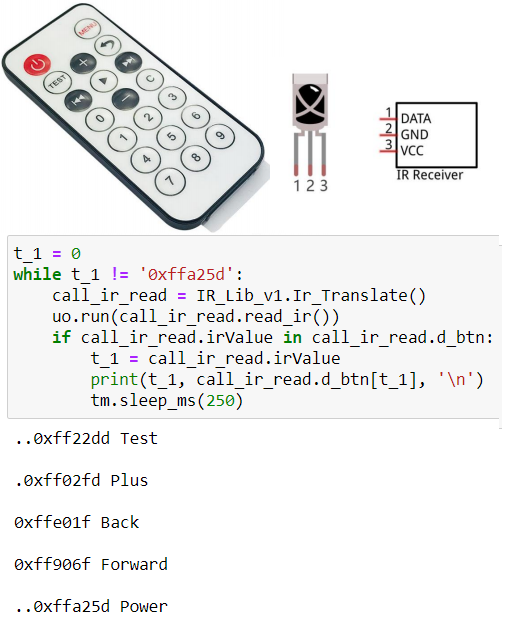 MENU
TEST
+
C
-
0
3
2
1
6
5
4
9
8
7
1 2 3
1 DATA
2 GND
3 VCC
IR Receiver
t_1 = 0
while t_1 != '0xffa25d':
    call_ir_read = IR_Lib_v1.Ir_Translate()
    uo.run(call_ir_read.read_ir())
    if call_ir_read.irValue in call_ir_read.d_btn:
        t_1 = call_ir_read.irValue
        print(t_1, call_ir_read.d_btn[t_1], '\n')
        tm.sleep_ms(250)
..0xff22dd Test
.0xff02fd Plus
0xffe01f Back
0xff906f Forward
..0xffa25d Power